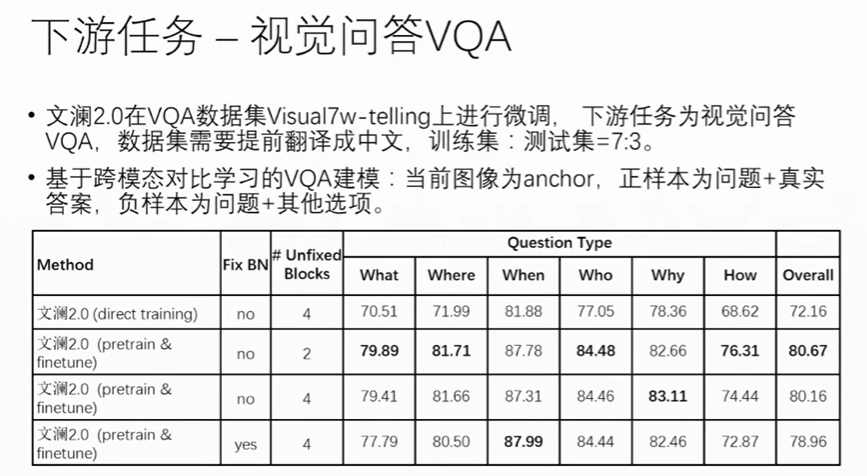 下游任务 – 视觉问答VQA
• 文澜2.0在VQA数据集Visual7w-telling上进行微调， 下游任务为视觉问答
VQA，数据集需要提前翻译成中文，训练集：测试集=7:3。
• 基于跨模态对比学习的VQA建模：当前图像为anchor，正样本为问题+真实
答案，负样本为问题+其他选项。
Method Fix BN # Unfixed Blocks Question Type
What Where When Who Why How Overall
文澜2.0 (direct training) no 4 70.51 71.99 81.88 77.05 78.36 68.62 72.16
文澜2.0 (pretrain & finetune) no 2 79.89 81.71 87.78 84.48 82.66 76.31 80.67
文澜2.0 (pretrain & finetune) no 4 79.41 81.66 87.31 84.46 83.11 74.44 80.16
文澜2.0 (pretrain & finetune) yes 4 77.79 80.50 87.99 84.44 82.46 72.87 78.96